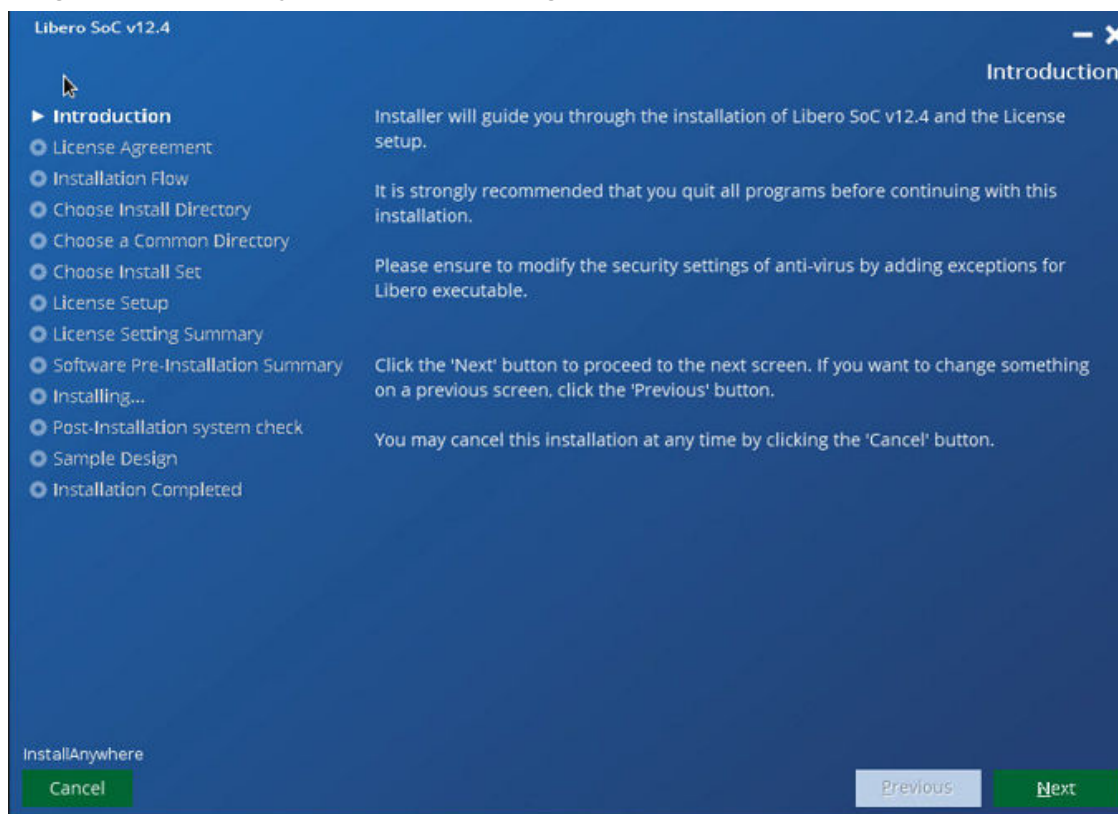 Libero SoC v12.4
Introduction
Introduction
License Agreement
Installation Flow
Choose Install Directory
Choose a Common Directory
Choose Install Set
License Setup
License Setting Summary
Software Pre-Installation Summary
Installing...
Post-Installation system check
Sample Design
Installation Completed
Installer will guide you through the installation of Libero SoC v12.4 and the License
setup.
It is strongly recommended that you quit all programs before continuing with this
installation.
Please ensure to modify the security settings of anti-virus by adding exceptions for
Libero executable.
Click the 'Next' button to proceed to the next screen. If you want to change something
on a previous screen, click the 'Previous' button.
You may cancel this installation at any time by clicking the 'Cancel' button.
InstallAnywhere
Cancel
Previous
Next